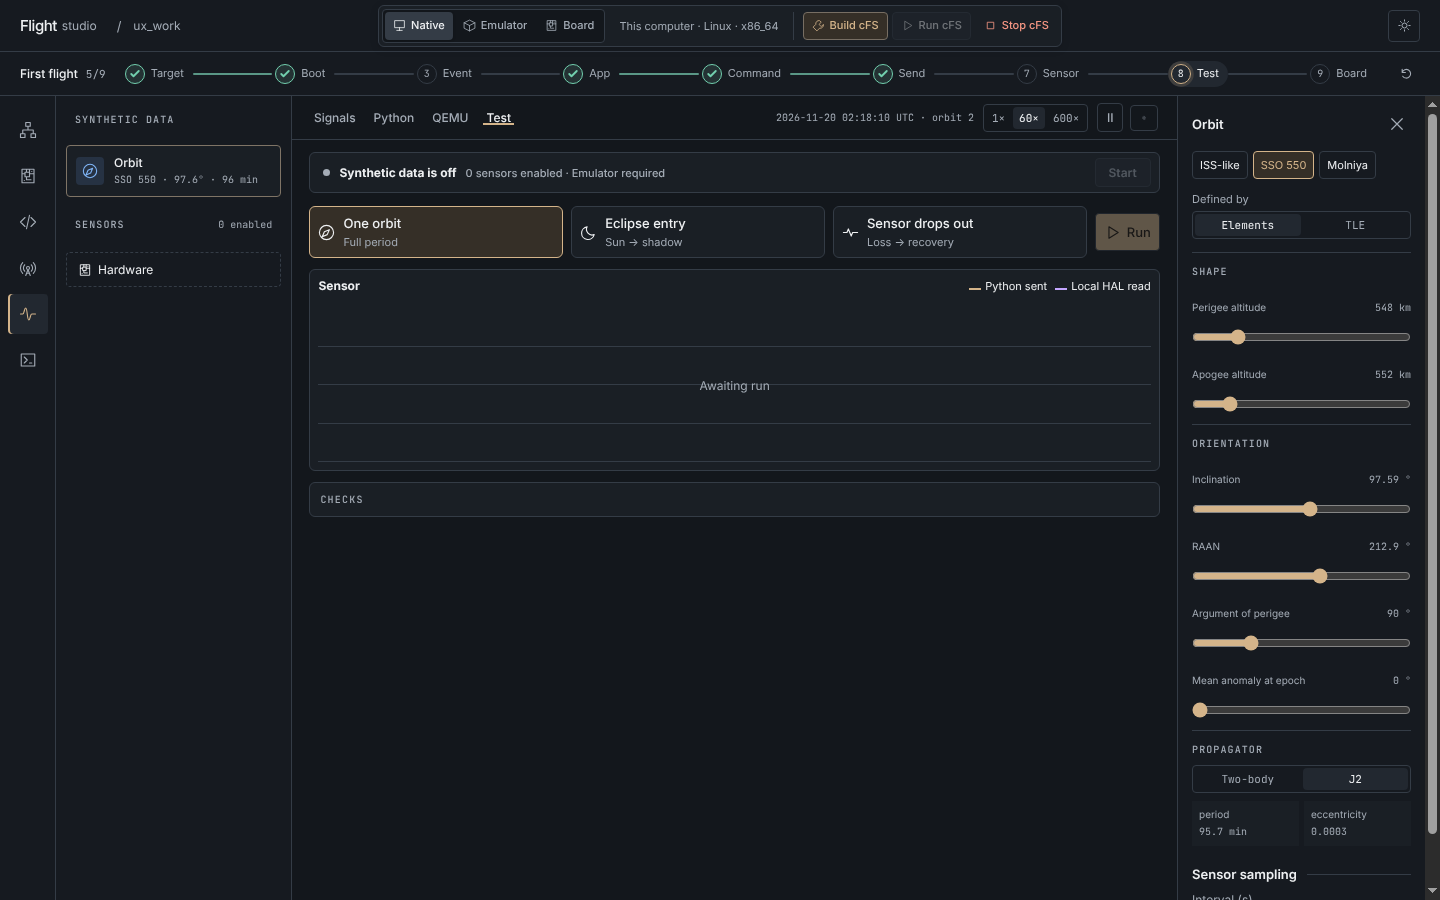 Flight studio / ux_work
Native Emulator Board This computer · Linux · x86_64 Build cFS Run cFS Stop cFS
First flight 5/9 Target Boot 3 Event App Command Send 7 Sensor 8 Test 9 Board
SYNTHETIC DATA
Orbit
SSO 550 · 97.6° · 96 min
SENSORS 0 enabled
Hardware
Signals Python QEMU Test 2026-11-20 02:18:10 UTC · orbit 2 1× 60× 600×
Synthetic data is off 0 sensors enabled · Emulator required Start
One orbit
Full period
Eclipse entry
Sun → shadow
Sensor drops out
Loss → recovery
Run
Sensor Python sent Local HAL read
Awaiting run
CHECKS
Orbit
ISS-like SSO 550 Molniya
Defined by
Elements TLE
SHAPE
Perigee altitude 548 km
Apogee altitude 552 km
ORIENTATION
Inclination 97.59 °
RAAN 212.9 °
Argument of perigee 90 °
Mean anomaly at epoch 0 °
PROPAGATOR
Two-body J2
period eccentricity
95.7 min 0.0003
Sensor sampling
Interval (s)